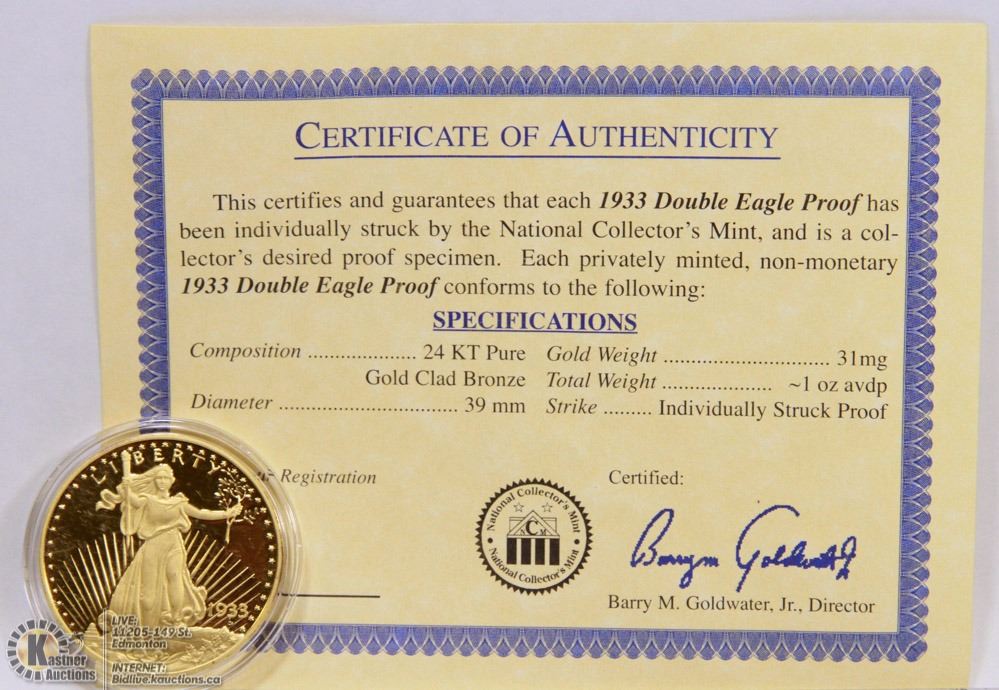 CERTIFICATE OF AUTHENTICITY
This certifies and guarantees that each 1933 Double Eagle Proof has
been individually struck by the National Collector's Mint, and is a col-
lector's desired proof specimen. Each privately minted, non-monetary
1933 Double Eagle Proof conforms to the following:
SPECIFICATIONS
Composition .................. 24 KT Pure
Gold Clad Bronze
Diameter .............................. 39 mm
Gold Weight ............................ 31mg
Total Weight ................... ~1 oz avdp
Strike ......... Individually Struck Proof
Registration
National Collector's Mint
NCM
National Collector's Mint
Certified:
Barry M Goldwater Jr
Barry M. Goldwater, Jr., Director
LIBERTY
1933
Kastner
Auctions
LIVE:
11205-149 St.
Edmonton
INTERNET:
Bidlive.kauctions.ca